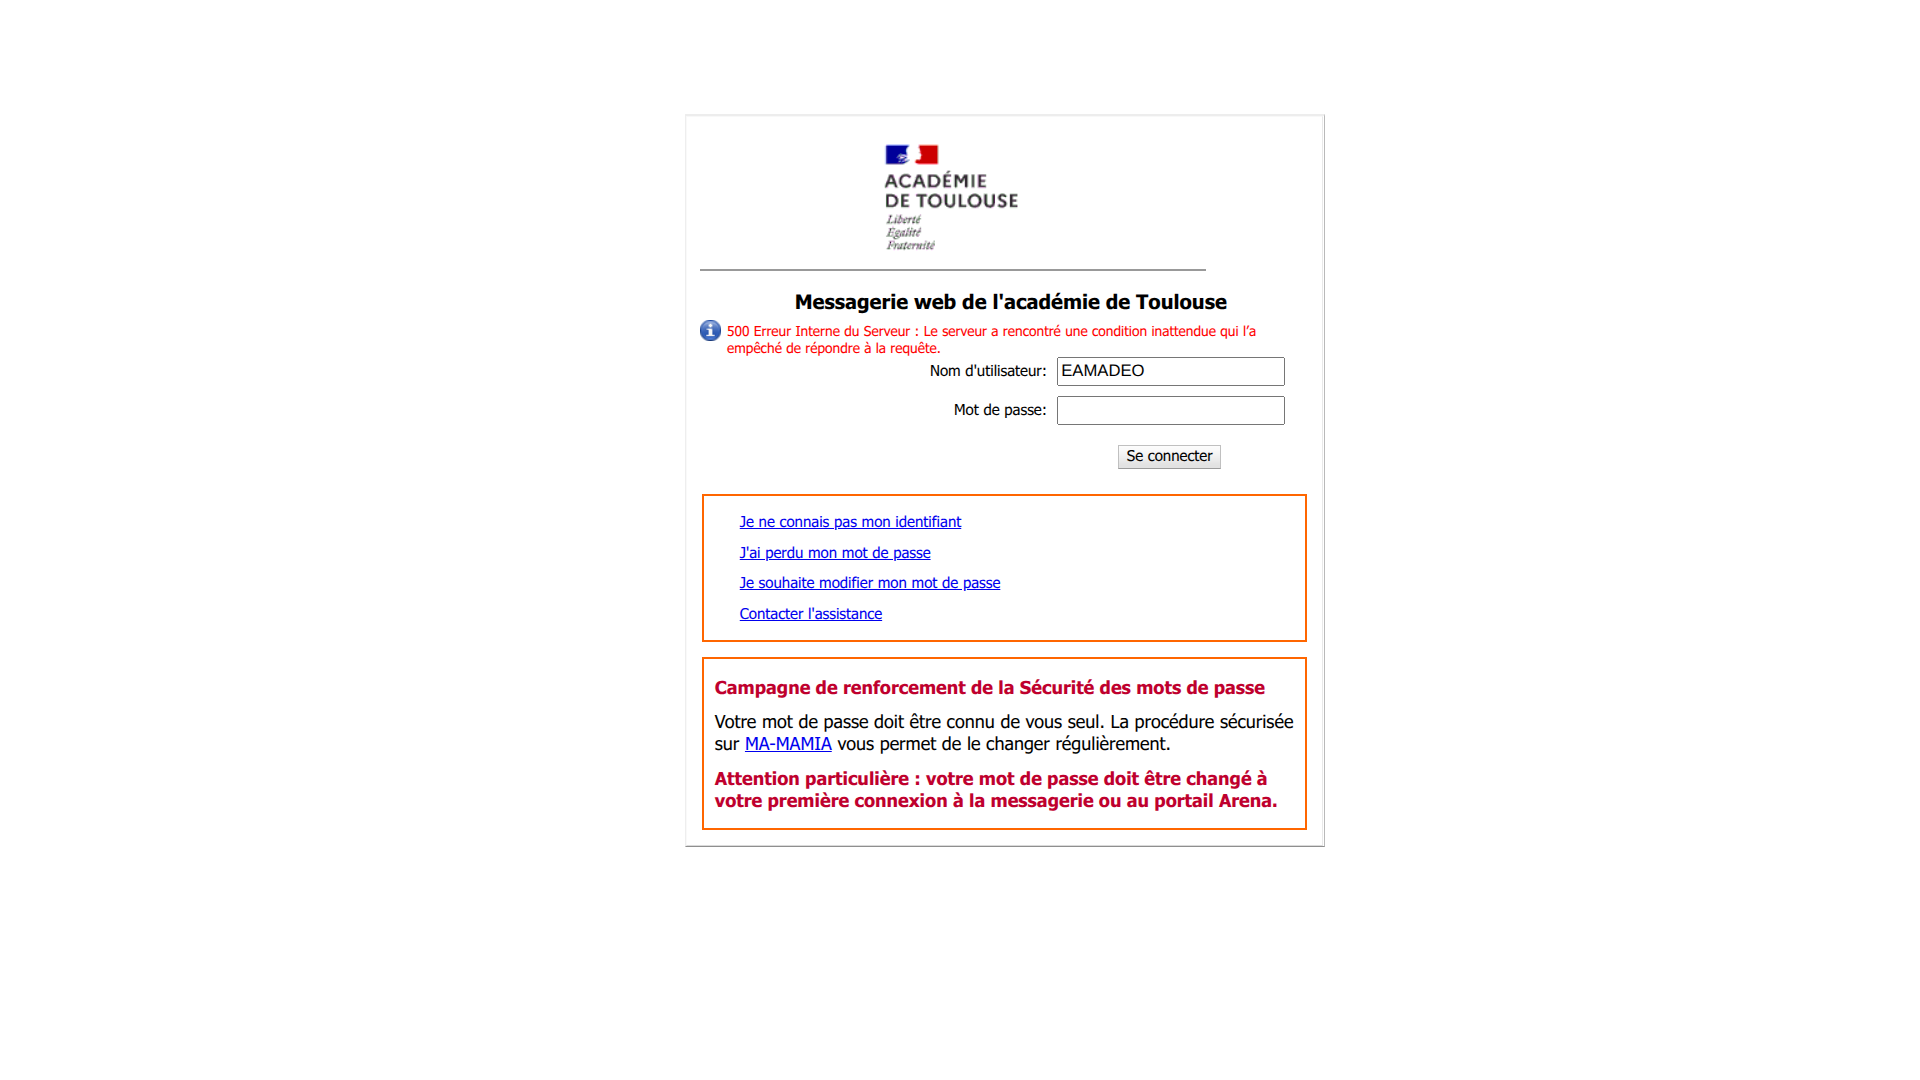 ACADÉMIE
DE TOULOUSE
Liberté
Égalité
Fraternité
Messagerie web de l'académie de Toulouse
500 Erreur Interne du Serveur : Le serveur a rencontré une condition inattendue qui l’a
empêché de répondre à la requête.
Nom d'utilisateur: EAMADEO
Mot de passe:
Se connecter
Je ne connais pas mon identifiant
J'ai perdu mon mot de passe
Je souhaite modifier mon mot de passe
Contacter l'assistance
Campagne de renforcement de la Sécurité des mots de passe
Votre mot de passe doit être connu de vous seul. La procédure sécurisée
sur MA-MAMIA vous permet de le changer régulièrement.
Attention particulière : votre mot de passe doit être changé à
votre première connexion à la messagerie ou au portail Arena.